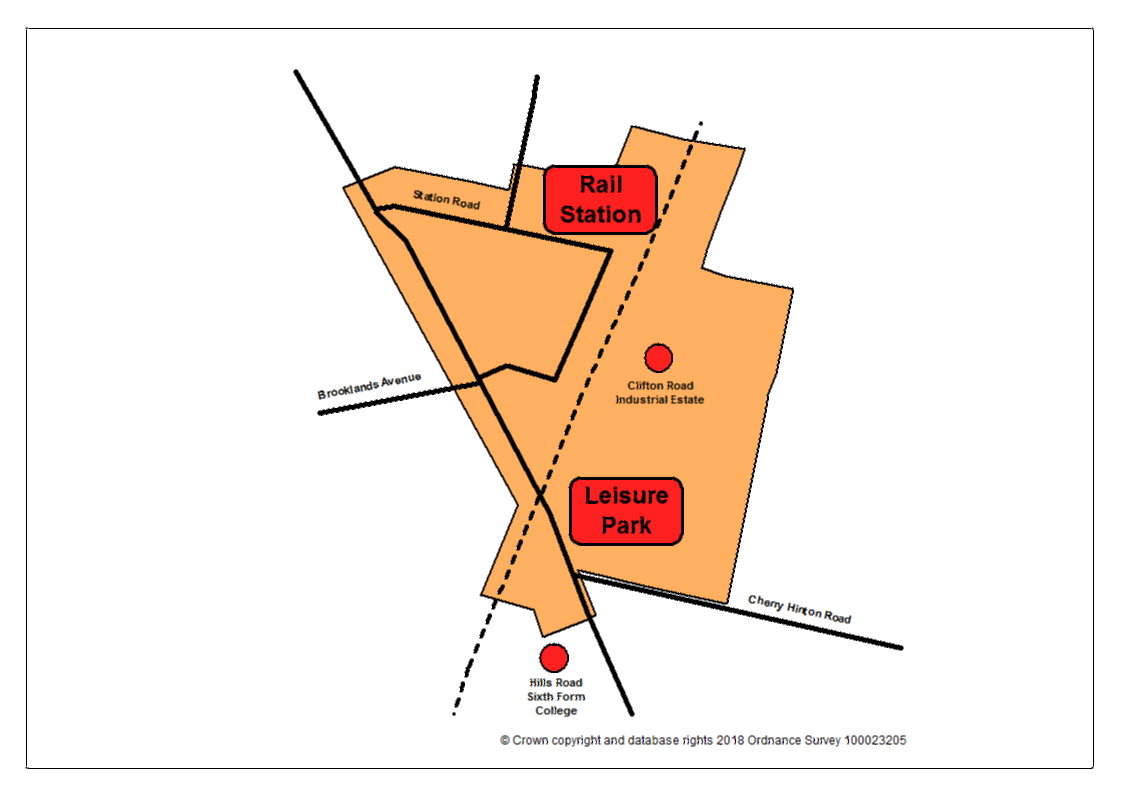 Rail
Station
Station Road
Brooklands Avenue
Clifton Road
Industrial Estate
Leisure
Park
Cherry Hinton Road
Hills Road
Sixth Form
College
© Crown copyright and database rights 2018 Ordnance Survey 100023205